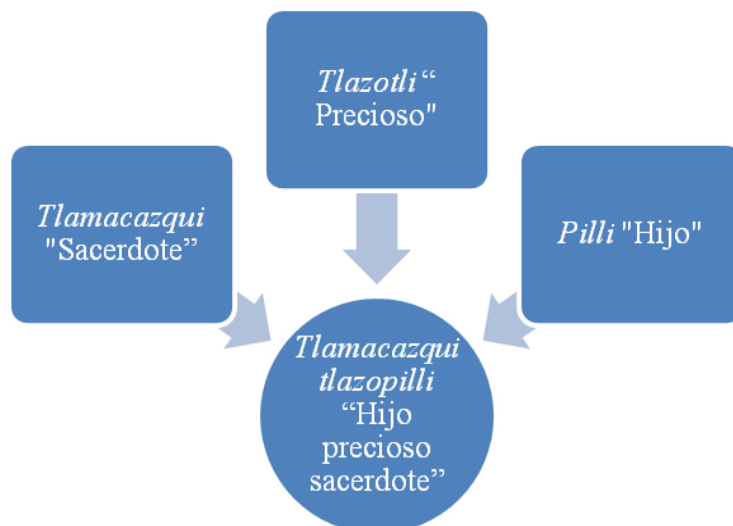 Tlamacazqui
"Sacerdote”
Tlazotli “
Precioso"
Pilli "Hijo"
Tlamacazqui
tlazopilli
“Hijo
precioso
sacerdote”